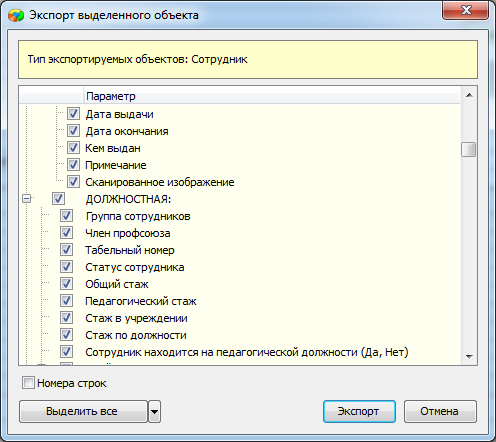 Экспорт выделенного объекта
Тип экспортируемых объектов: Сотрудник
Параметр
Дата выдачи
Дата окончания
Кем выдан
Примечание
Сканированное изображение
ДОЛЖНОСТНАЯ:
Группа сотрудников
Член профсоюза
Табельный номер
Статус сотрудника
Общий стаж
Педагогический стаж
Стаж в учреждении
Стаж по должности
Сотрудник находится на педагогической должности (Да, Нет)
Номера строк
Выделить все
Экспорт
Отмена